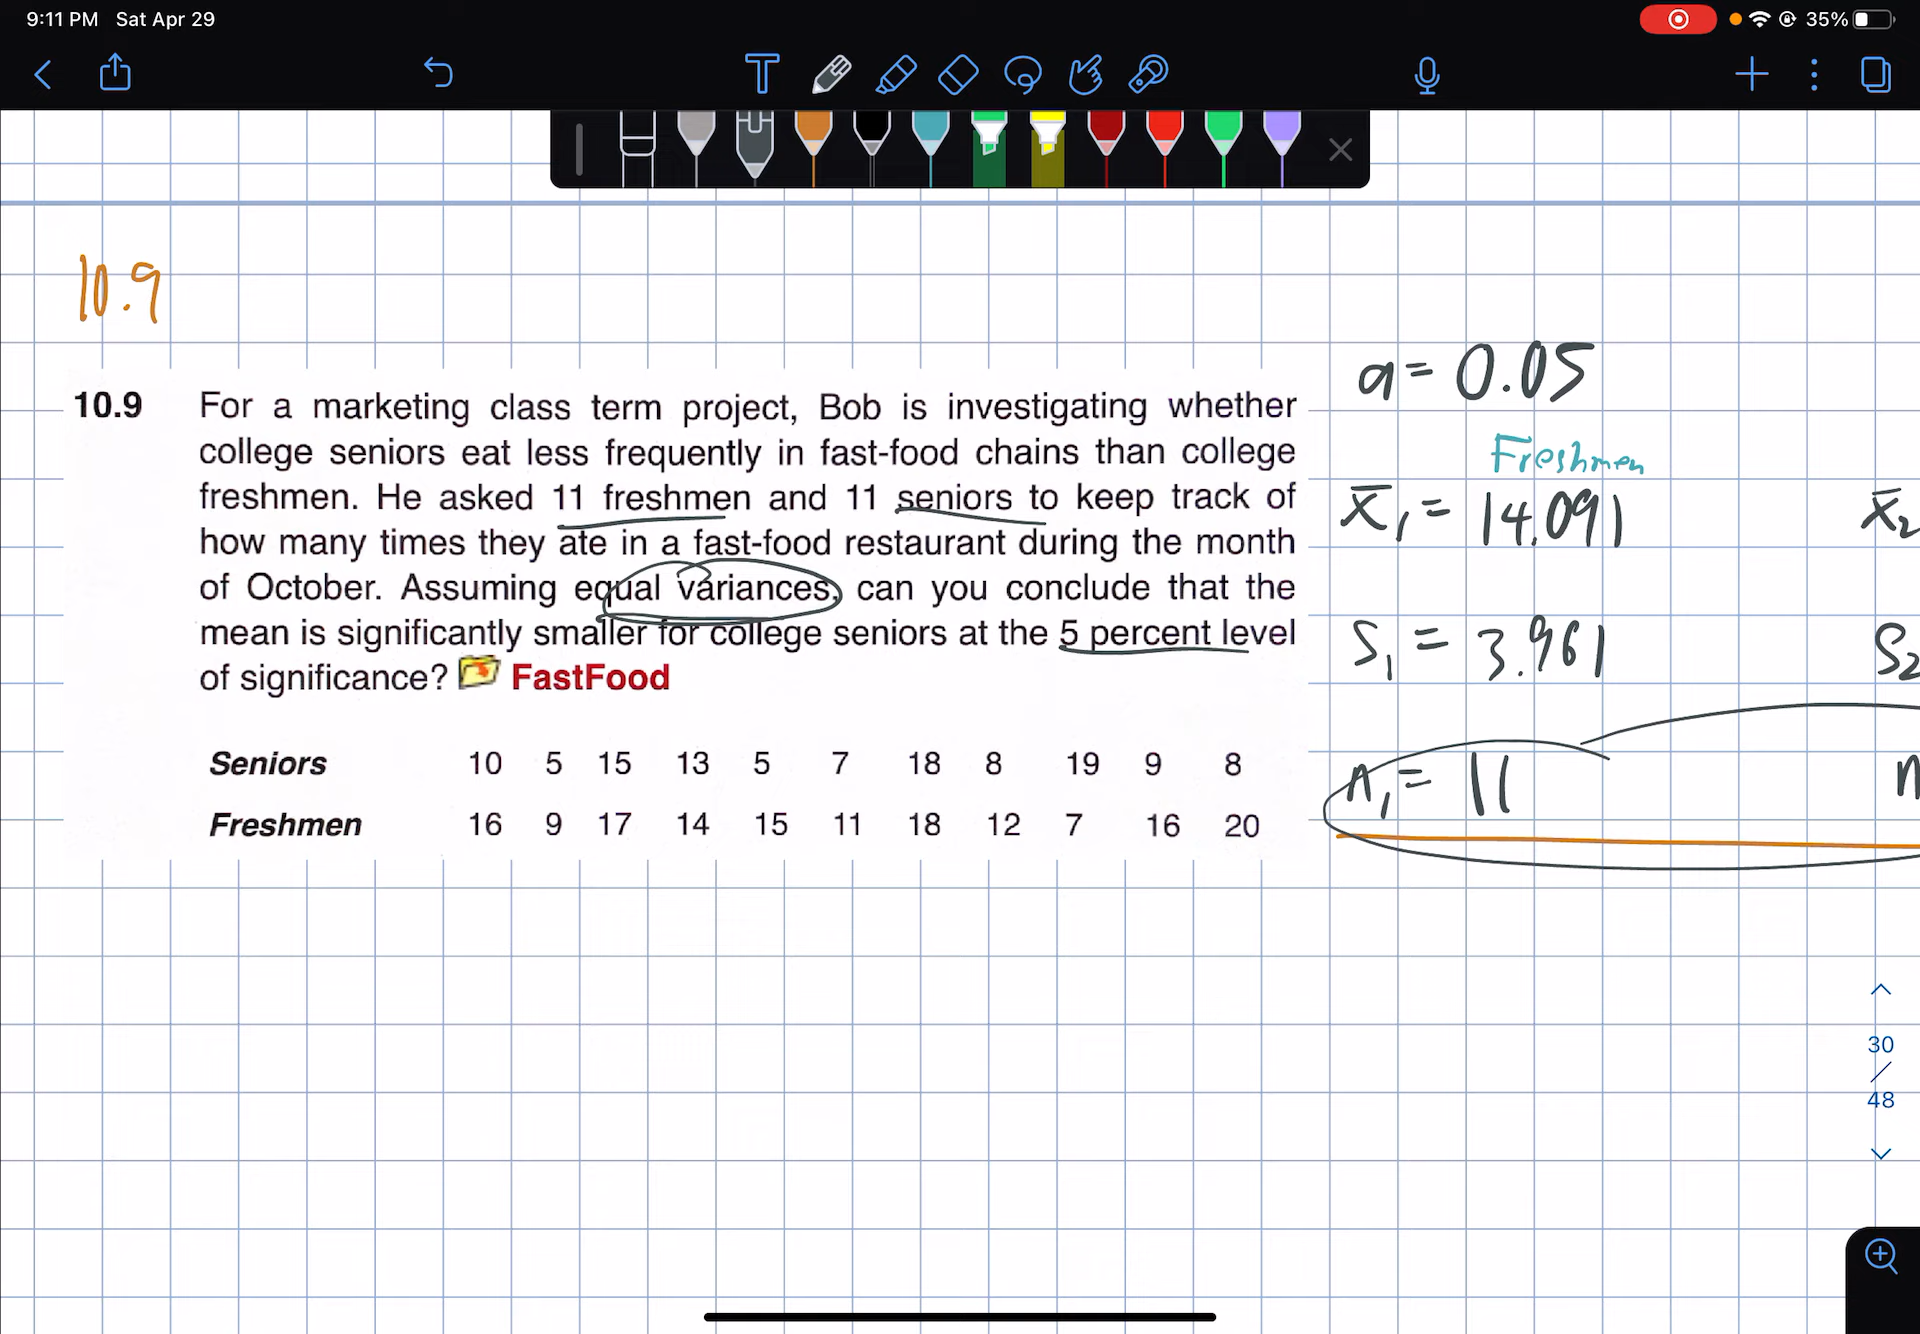 9:11 PM Sat Apr 29
35%
10.9
10.9 For a marketing class term project, Bob is investigating whether
college seniors eat less frequently in fast-food chains than college
freshmen. He asked 11 freshmen and 11 seniors to keep track of
how many times they ate in a fast-food restaurant during the month
of October. Assuming equal variances, can you conclude that the
mean is significantly smaller for college seniors at the 5 percent level
of significance? FastFood
Seniors 10 5 15 13 5 7 18 8 19 9 8
Freshmen 16 9 17 14 15 11 18 12 7 16 20
a = 0.05
Freshmen
x̄₁ = 14.091 x̄₂
S₁ = 3.961 S₂
n₁ = 11 n
30
/
48